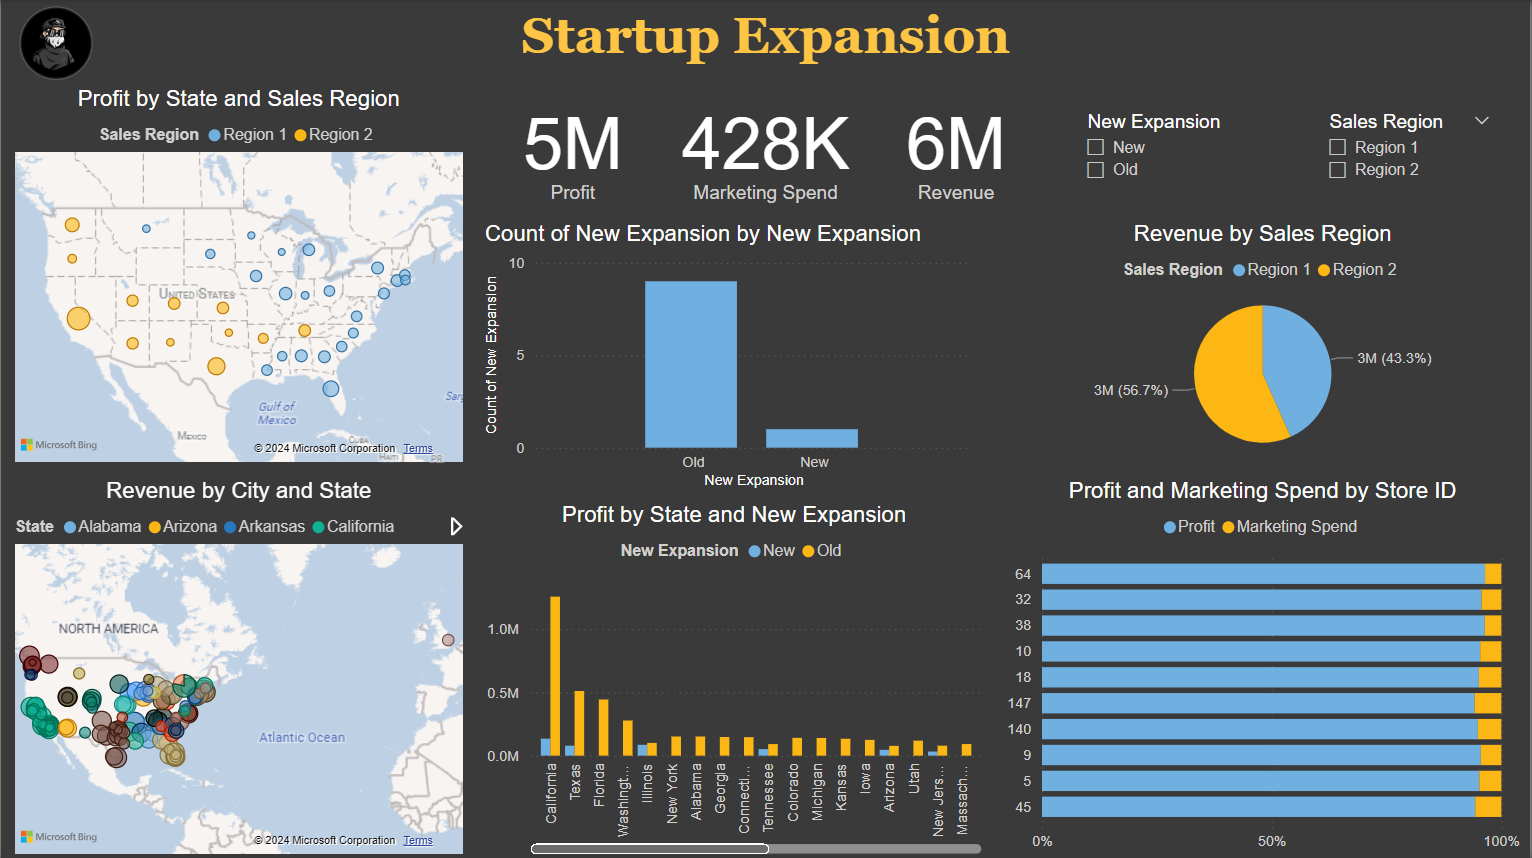 Startup Expansion
Profit by State and Sales Region
Sales Region Region 1 Region 2
UNITED STATES
Gulf of
Mexico
MEXICO
CUBA
HAITI
PR
Sarg
Microsoft Bing
© 2024 Microsoft Corporation Terms
5M
Profit
428K
Marketing Spend
6M
Revenue
New Expansion
New
Old
Sales Region
Region 1
Region 2
Count of New Expansion by New Expansion
Count of New Expansion
10
5
0
Old
New
New Expansion
Revenue by Sales Region
Sales Region Region 1 Region 2
3M (43.3%)
3M (56.7%)
Revenue by City and State
State Alabama Arizona Arkansas California
NORTH AMERICA
Atlantic Ocean
Microsoft Bing
© 2024 Microsoft Corporation Terms
Profit by State and New Expansion
New Expansion New Old
1.0M
0.5M
0.0M
California
Texas
Florida
Washingt...
Illinois
New York
Alabama
Georgia
Connecti...
Tennessee
Colorado
Michigan
Kansas
Iowa
Arizona
Utah
New Jers...
Massach...
Profit and Marketing Spend by Store ID
Profit Marketing Spend
64
32
38
10
18
147
140
9
5
45
0%
50%
100%